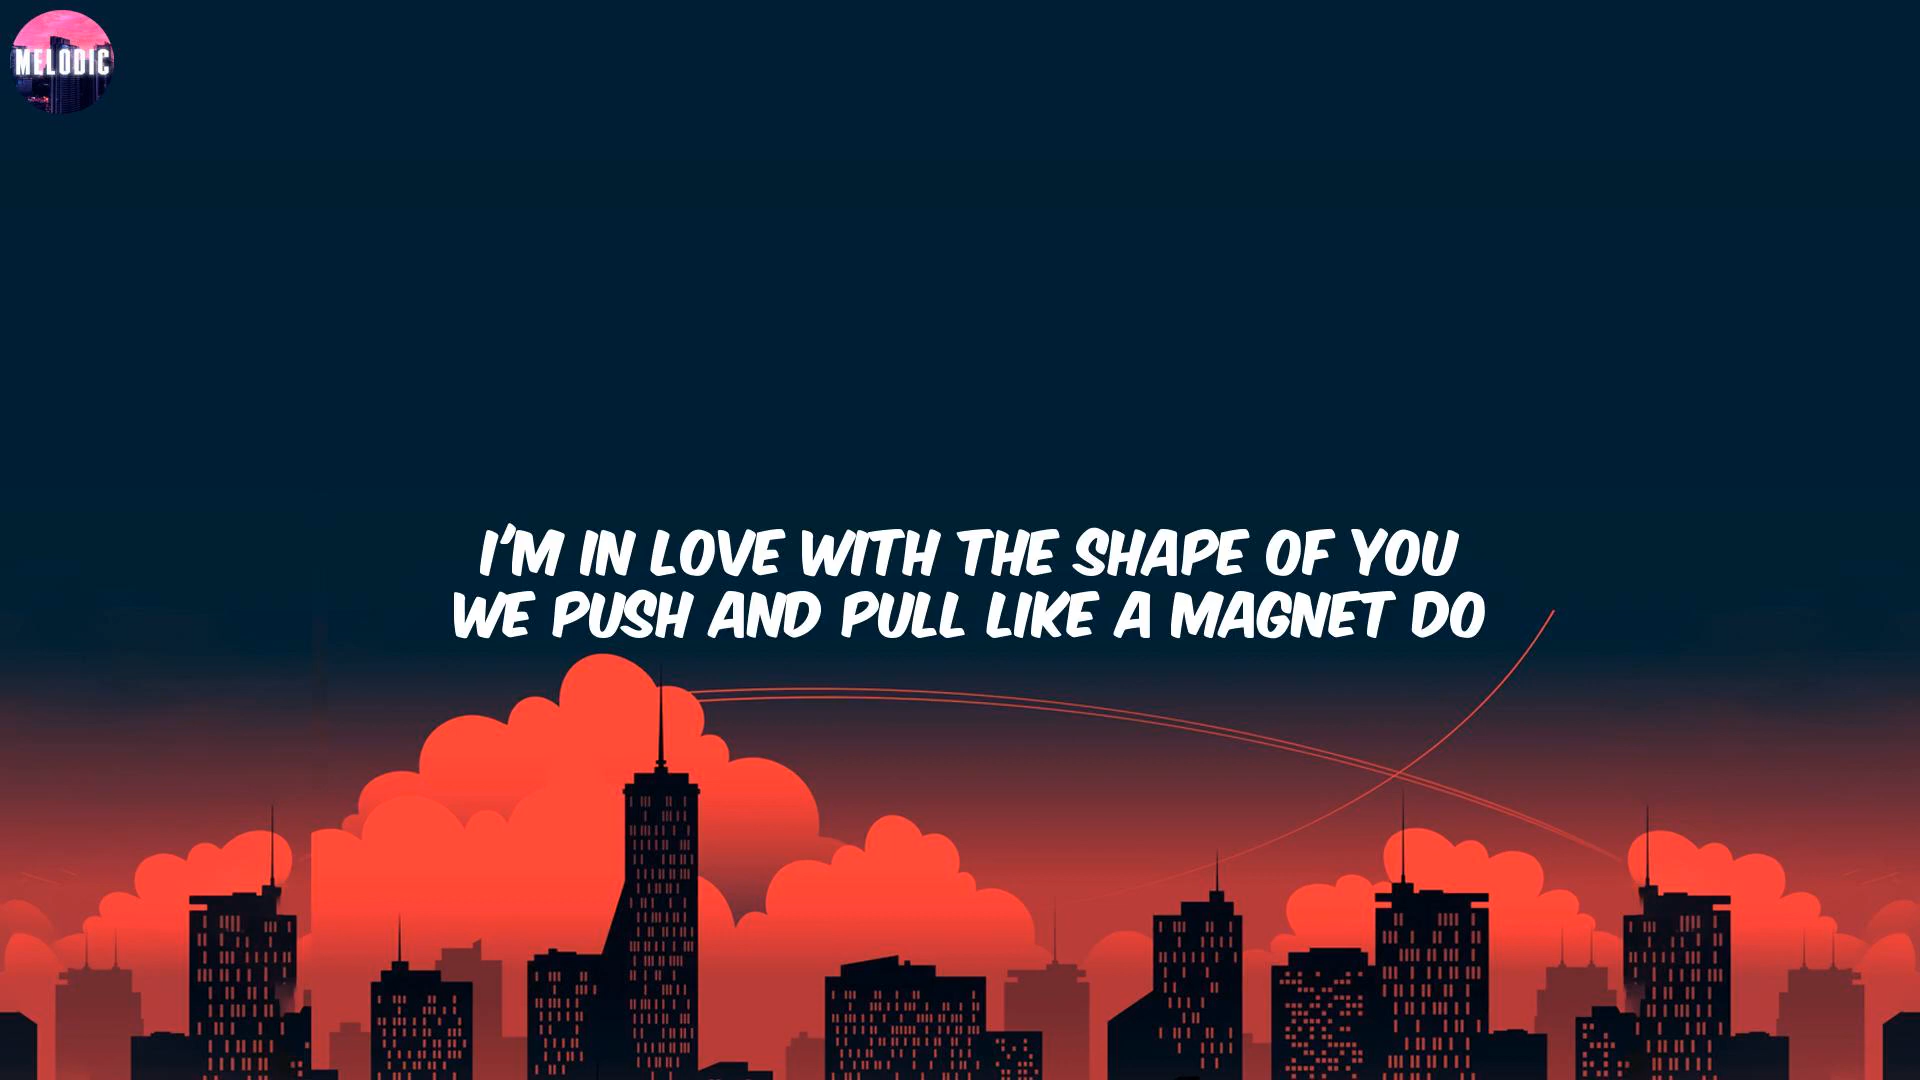 MELODIC
I'M IN LOVE WITH THE SHAPE OF YOU
WE PUSH AND PULL LIKE A MAGNET DO